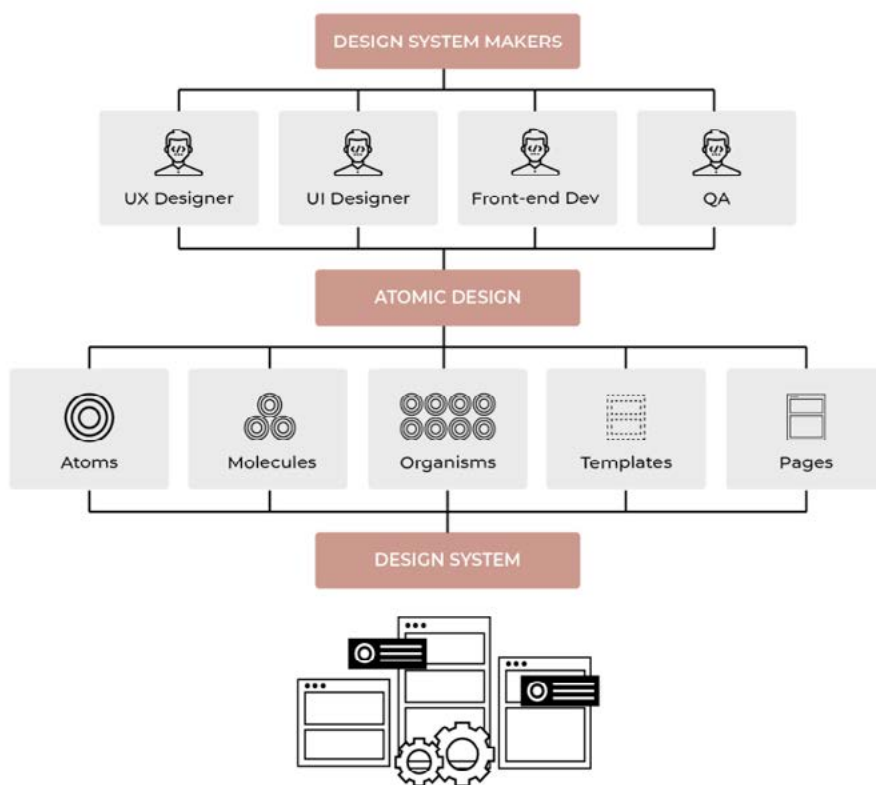 DESIGN SYSTEM MAKERS
UX Designer
UI Designer
Front-end Dev
QA
ATOMIC DESIGN
Atoms
Molecules
Organisms
Templates
Pages
DESIGN SYSTEM